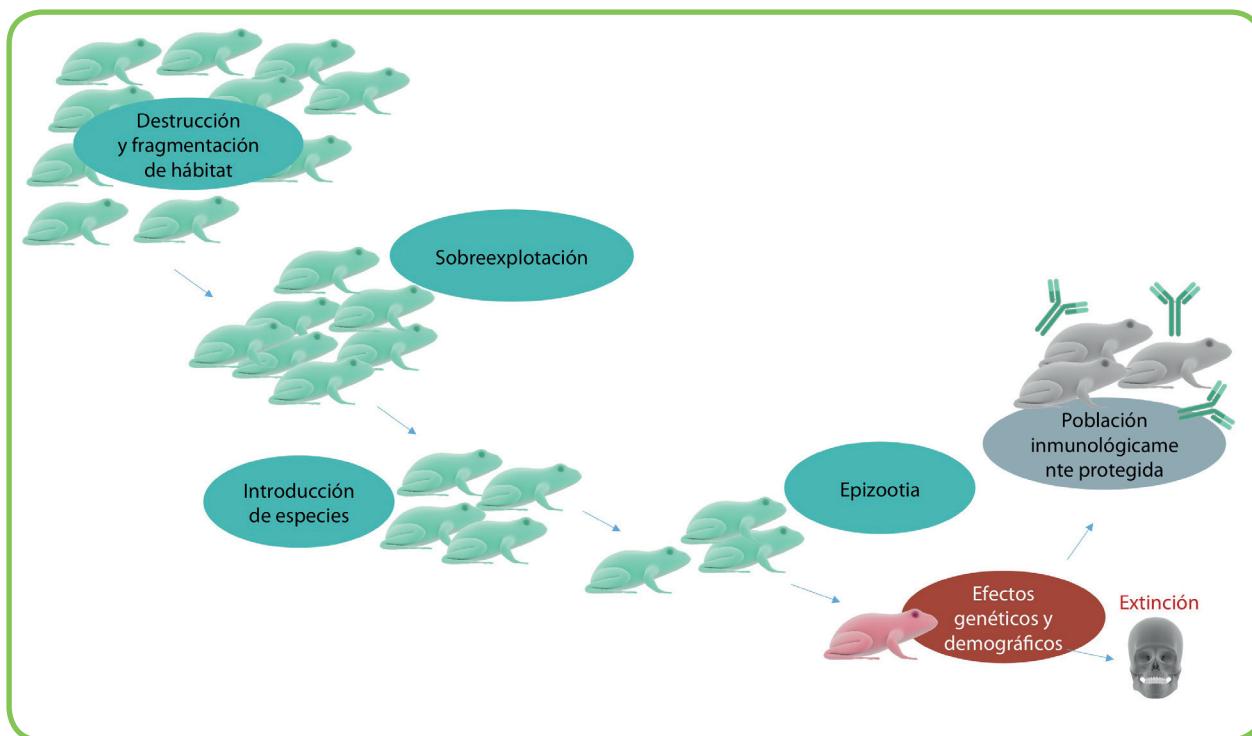 Destrucción
y fragmentación
de hábitat
Sobreexplotación
Introducción
de especies
Epizootia
Población
inmunológicame
nte protegida
Efectos
genéticos y
demográficos
Extinción